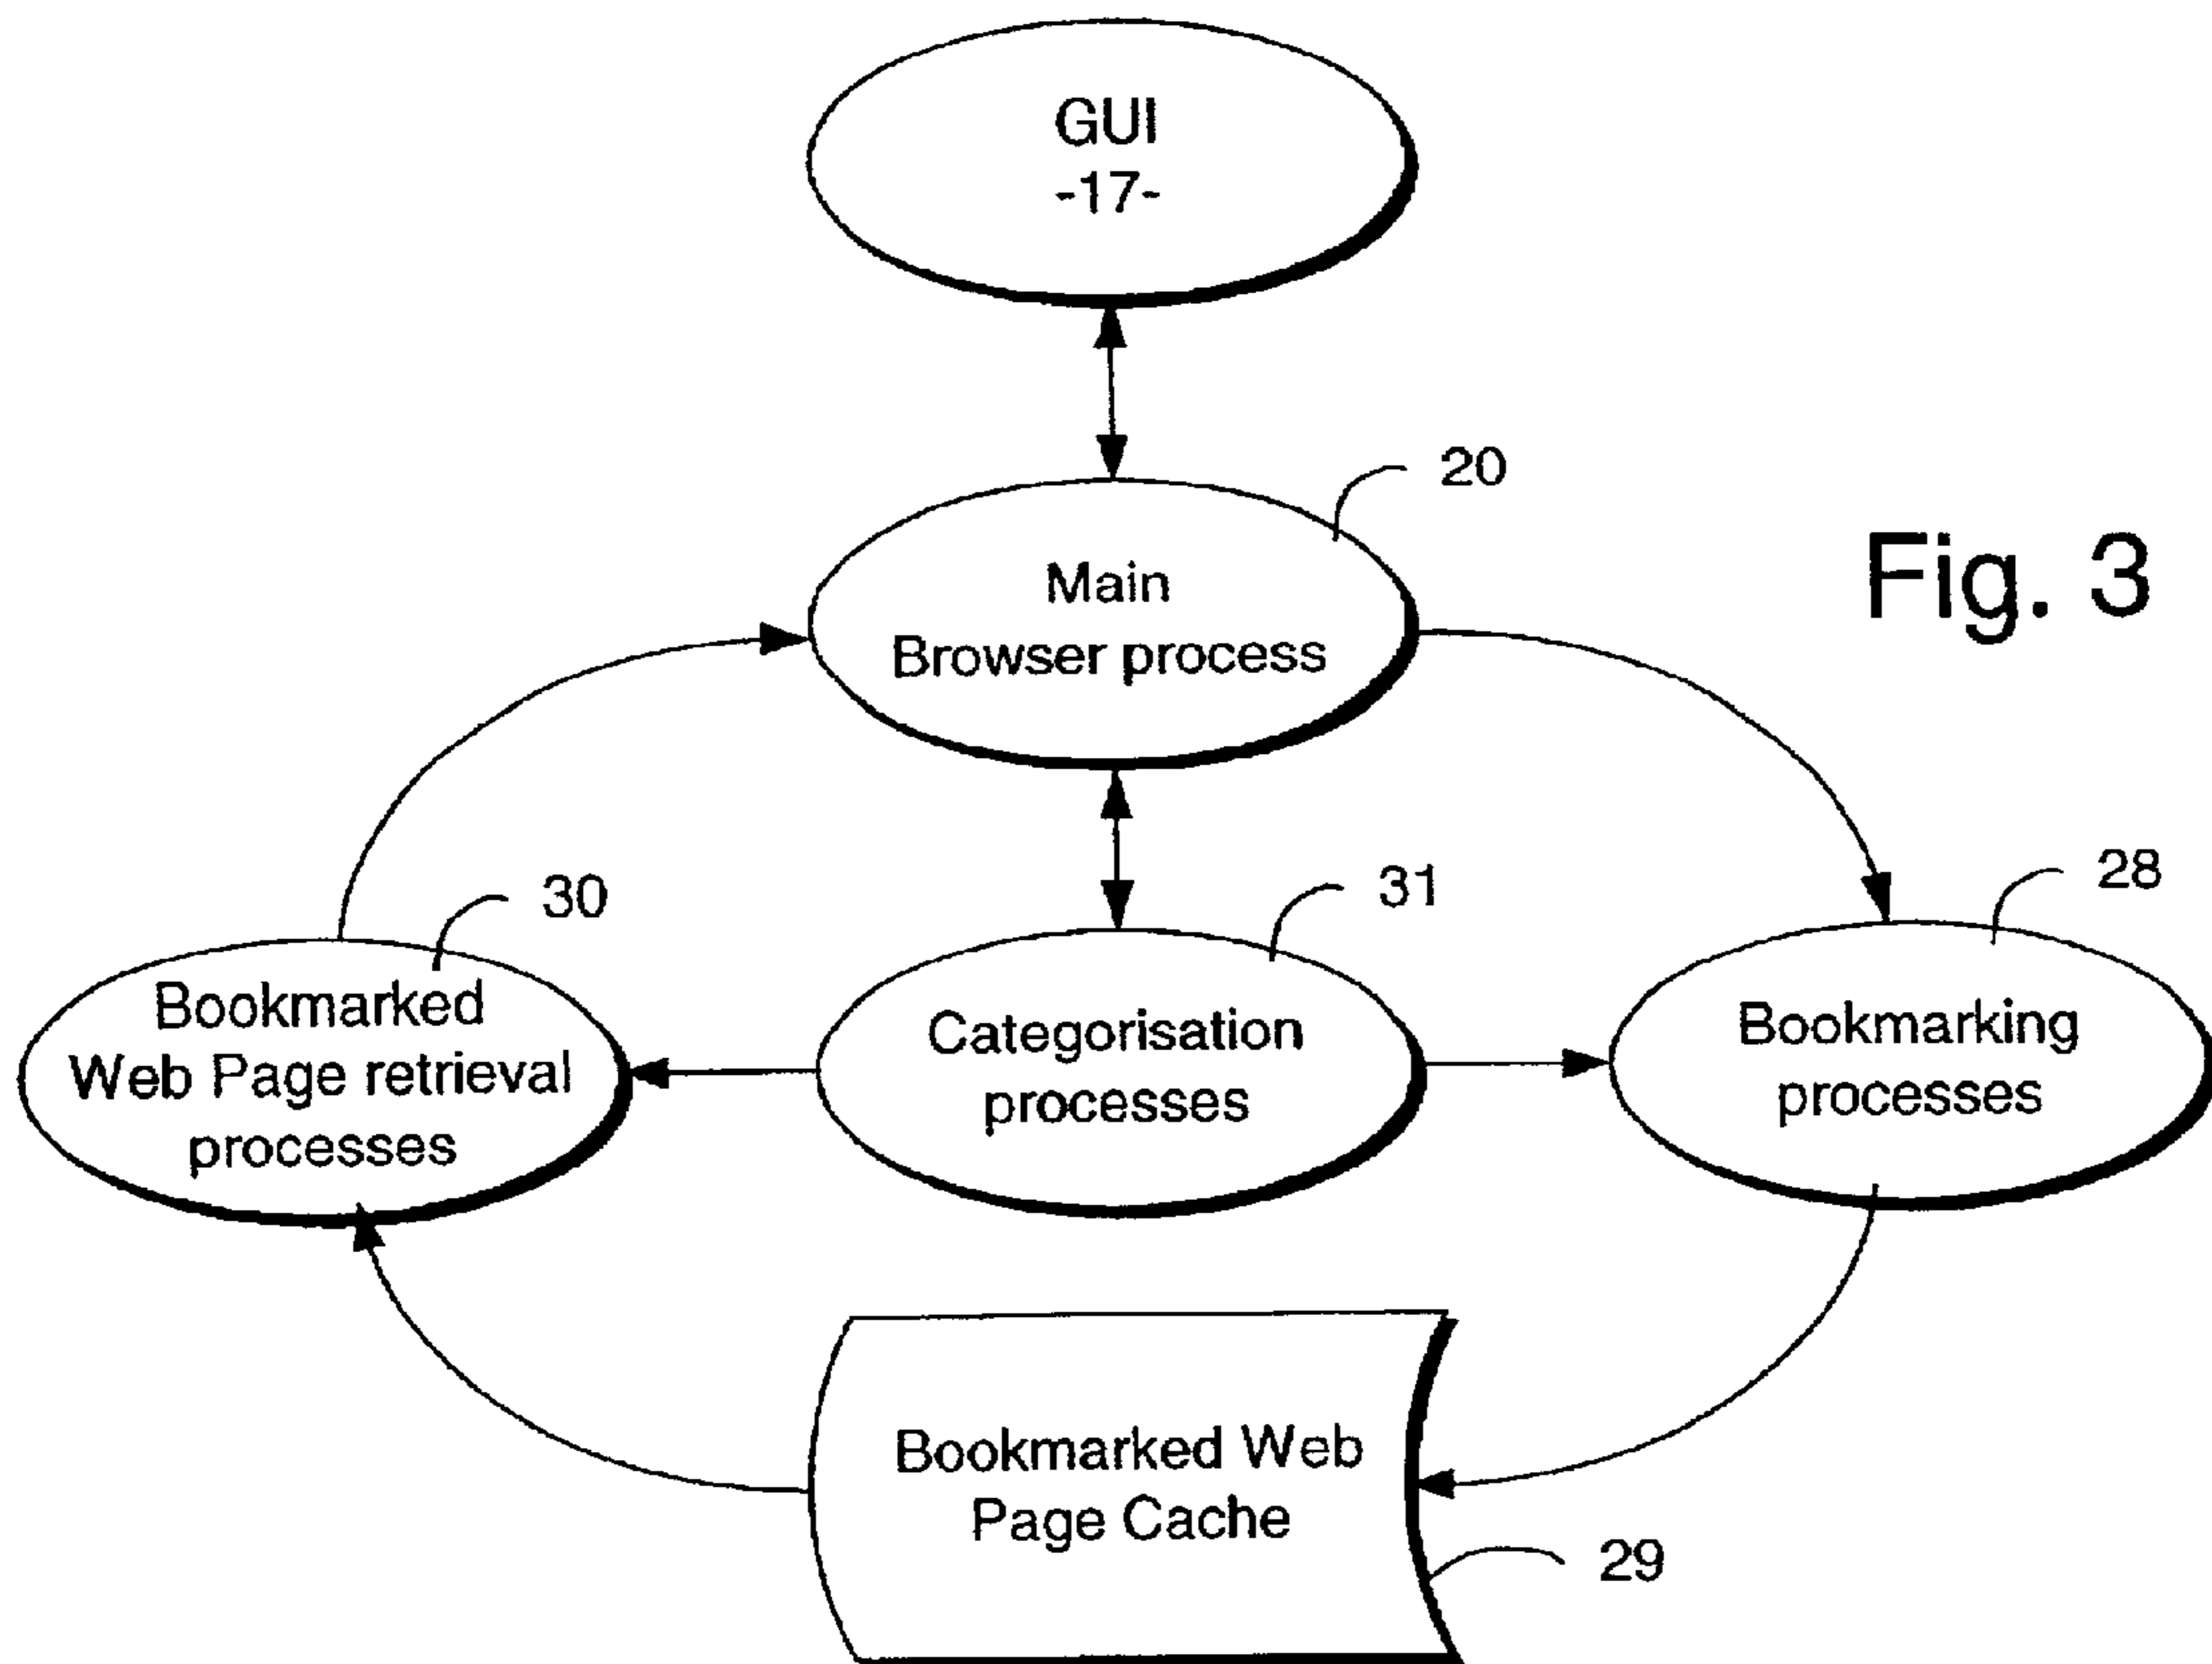 GUI
-17-
20
Main
Browser process
Fig. 3
30
31
28
Bookmarked
Web Page retrieval
processes
Categorisation
processes
Bookmarking
processes
Bookmarked Web
Page Cache
29